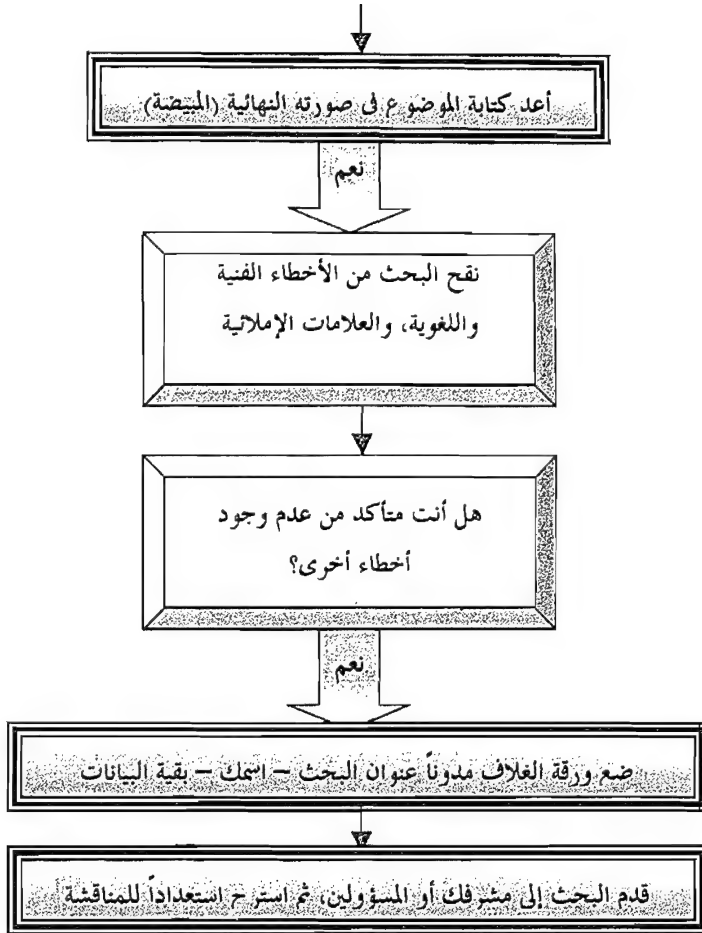 أعد كتابة الموضوع فى صورته النهائية (المبيضة)
نعم
نقح البحث من الأخطاء الفنية
واللغوية، والعلامات الإملائية
هل أنت متأكد من عدم وجود
أخطاء أخرى؟
نعم
ضع ورقة الغلاف مدوناً عنوان البحث – اسمك – بقية البيانات
قدم البحث إلى مشرفك أو المسؤولين، ثم استرح استعداداً للمناقشة